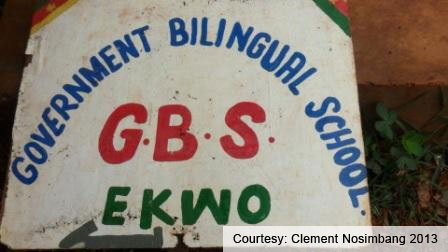 GOVERNMENT BILINGUAL SCHOOL.
G.B.S.
EKWO
Courtesy: Clement Nosimbang 2013